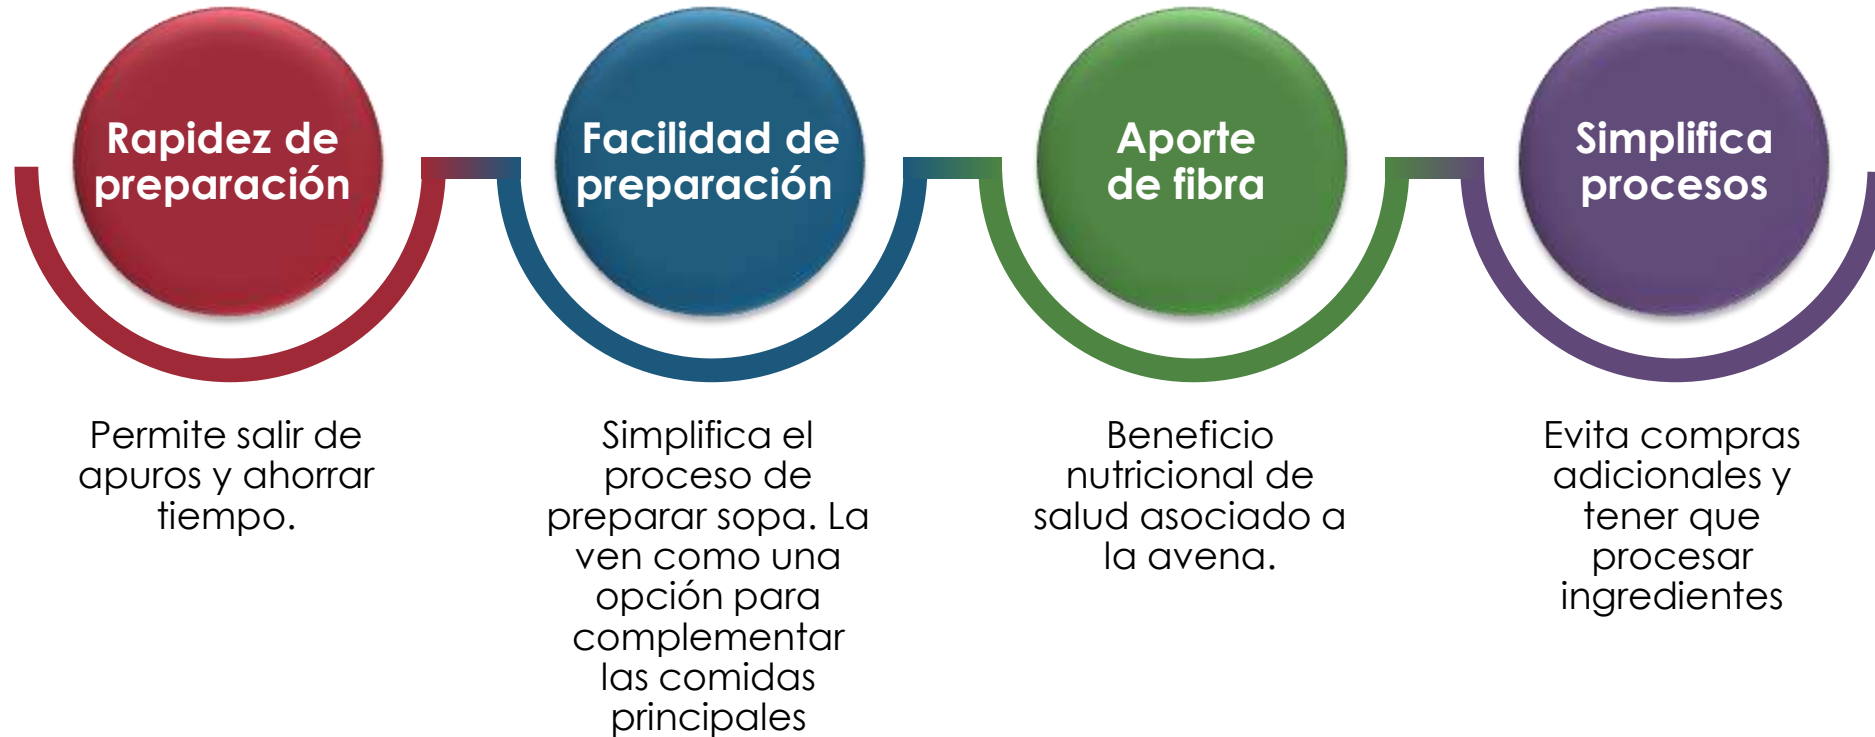 Rapidez de
preparación
Permite salir de
apuros y ahorrar
tiempo.
Facilidad de
preparación
Simplifica el
proceso de
preparar sopa. La
ven como una
opción para
complementar
las comidas
principales
Aporte
de fibra
Beneficio
nutricional de
salud asociado a
la avena.
Simplifica
procesos
Evita compras
adicionales y
tener que
procesar
ingredientes